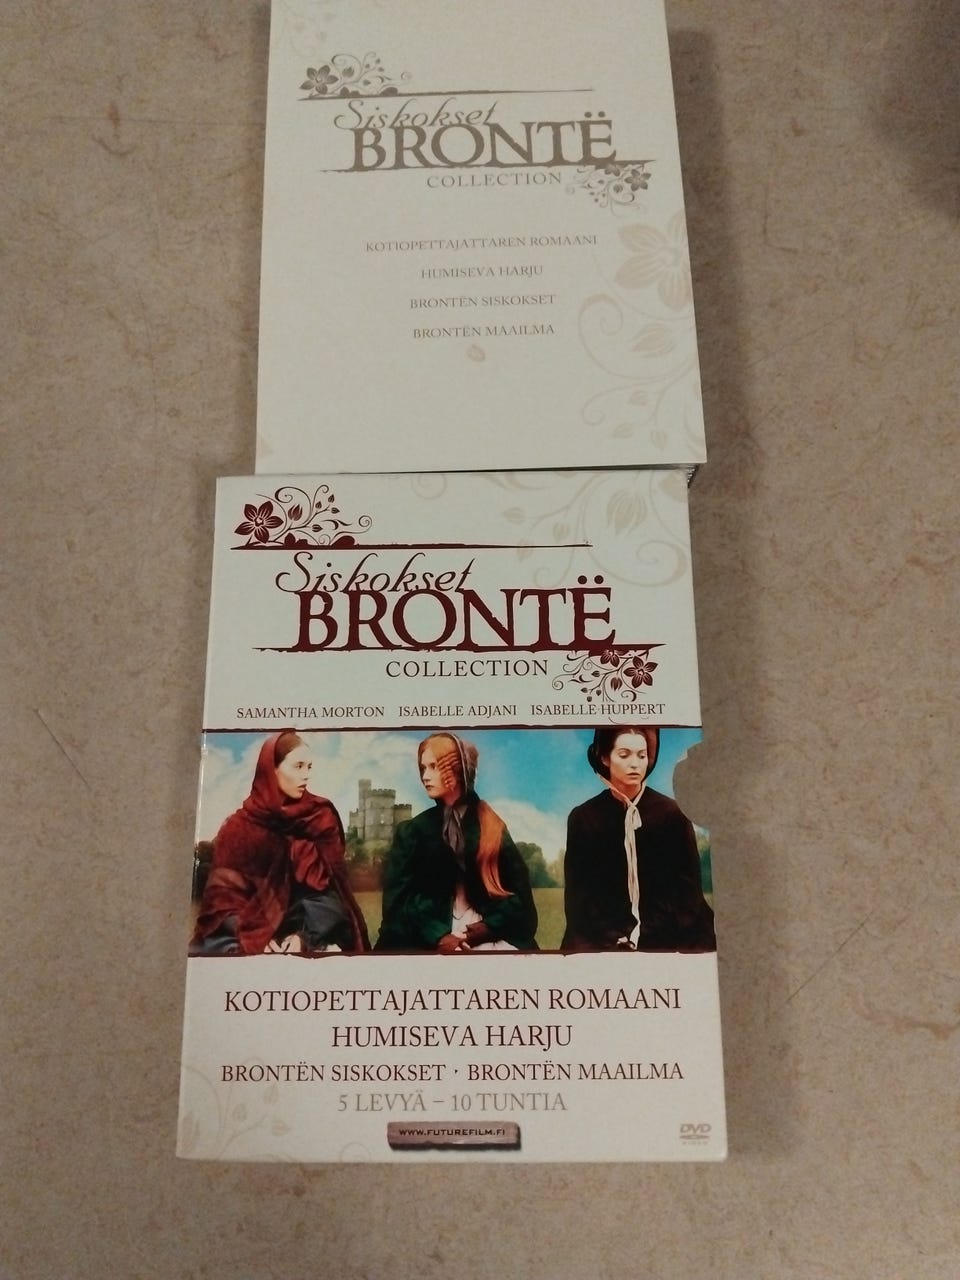 Siskokset
BRONTË
COLLECTION
KOTIOPETTAJATTAREN ROMAANI
HUMISEVA HARJU
BRONTËN SISKOKSET
BRONTËN MAAILMA
Siskokset
BRONTË
COLLECTION
SAMANTHA MORTON ISABELLE ADJANI ISABELLE HUPPERT
KOTIOPETTAJATTAREN ROMAANI
HUMISEVA HARJU
BRONTËN SISKOKSET · BRONTËN MAAILMA
5 LEVYÄ – 10 TUNTIA
WWW.FUTUREFILM.FI
DVD
VIDEO